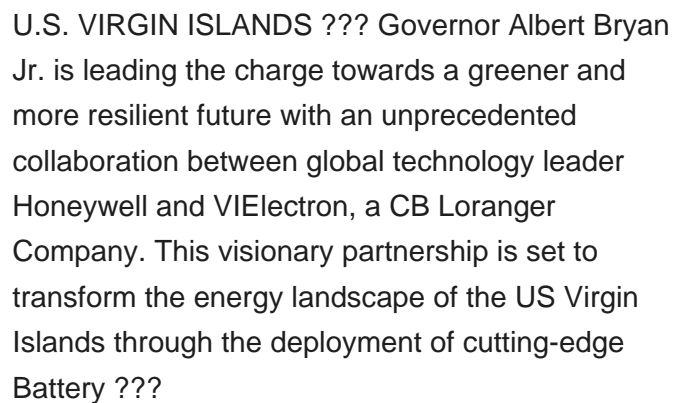 U.S. VIRGIN ISLANDS ??? Governor Albert Bryan
Jr. is leading the charge towards a greener and
more resilient future with an unprecedented
collaboration between global technology leader
Honeywell and VIElectron, a CB Loranger
Company. This visionary partnership is set to
transform the energy landscape of the US Virgin
Islands through the deployment of cutting-edge
Battery ???